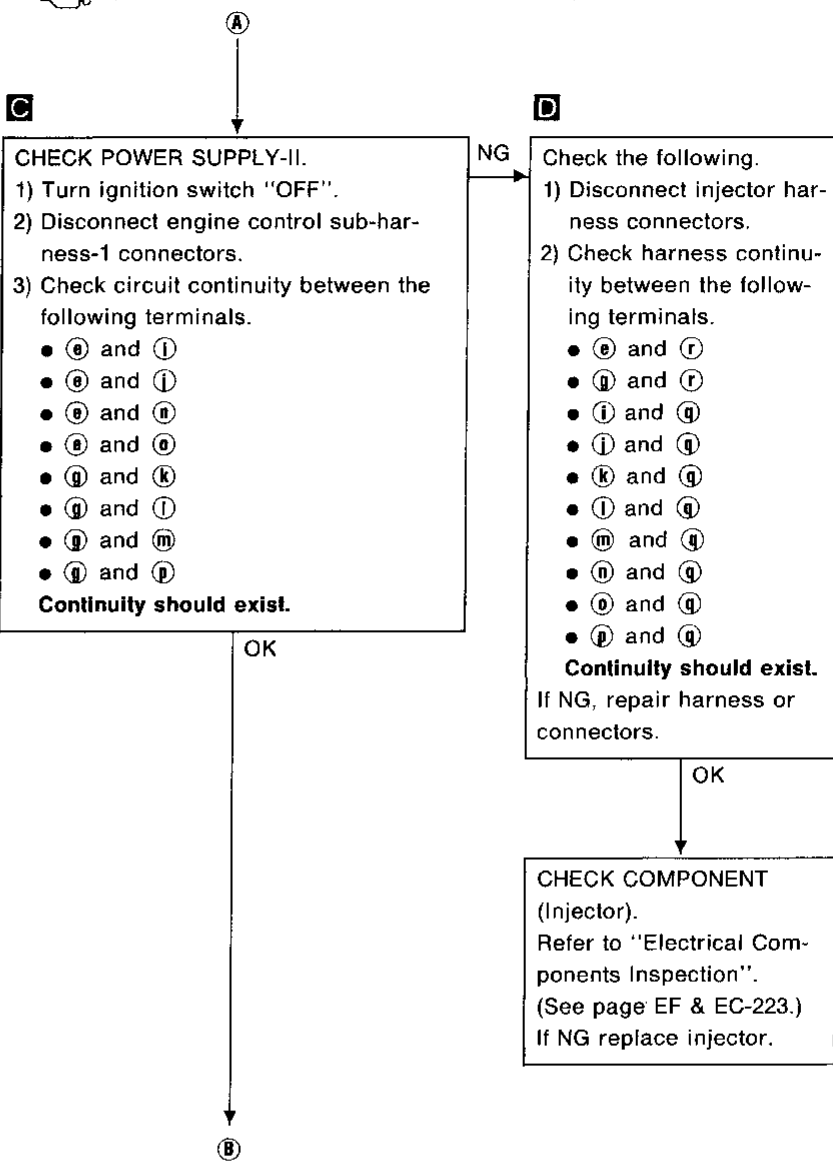 Ⓐ
C
CHECK POWER SUPPLY-II.
1) Turn ignition switch "OFF".
2) Disconnect engine control sub-har-
ness-1 connectors.
3) Check circuit continuity between the
following terminals.
● ⓔ and ⓘ
● ⓔ and ⓙ
● ⓔ and ⓝ
● ⓔ and ⓞ
● ⓖ and ⓚ
● ⓖ and ⓛ
● ⓖ and ⓜ
● ⓖ and ⓟ
Continuity should exist.
NG
OK
D
Check the following.
1) Disconnect injector har-
ness connectors.
2) Check harness continu-
ity between the follow-
ing terminals.
● ⓔ and ⓡ
● ⓖ and ⓡ
● ⓘ and ⓠ
● ⓙ and ⓠ
● ⓚ and ⓠ
● ⓛ and ⓠ
● ⓜ and ⓠ
● ⓝ and ⓠ
● ⓞ and ⓠ
● ⓟ and ⓠ
Continuity should exist.
If NG, repair harness or
connectors.
OK
CHECK COMPONENT
(Injector).
Refer to "Electrical Com-
ponents Inspection".
(See page EF & EC-223.)
If NG replace injector.
Ⓑ